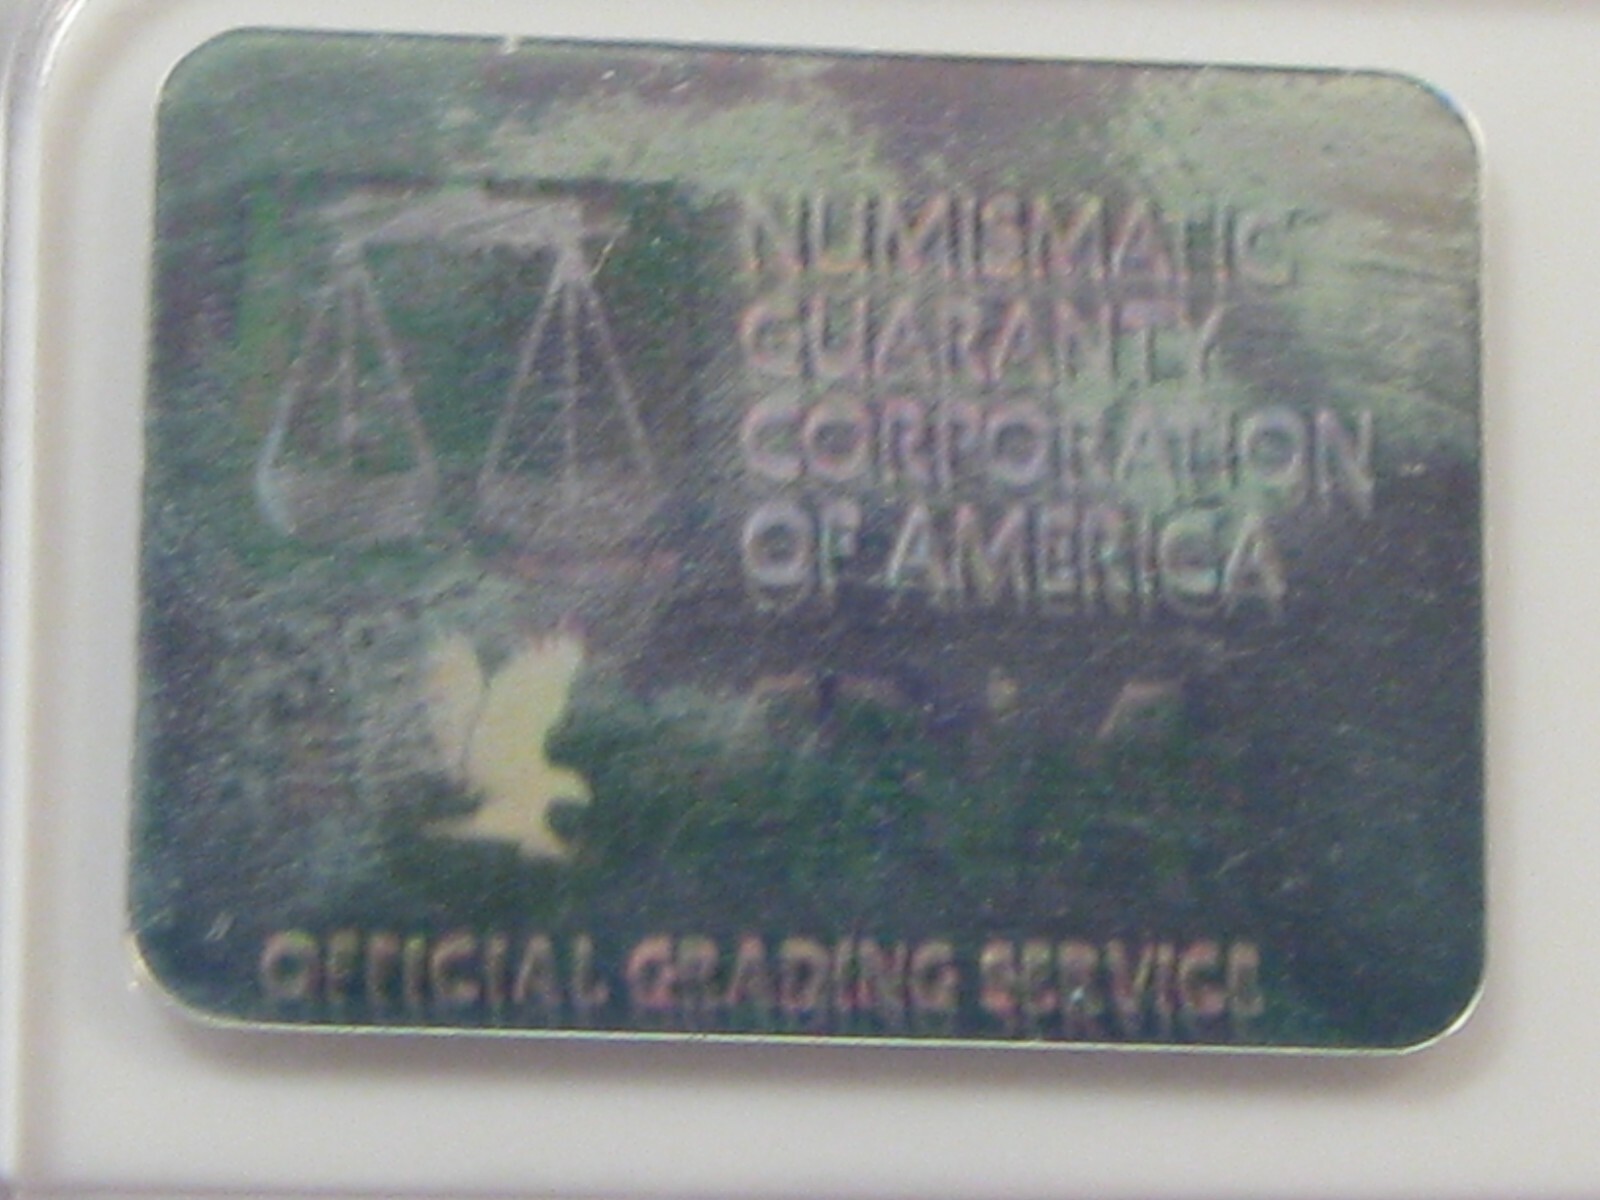 NUMISMATIC
GUARANTY
CORPORATION
OF AMERICA
OFFICIAL GRADING SERVICE